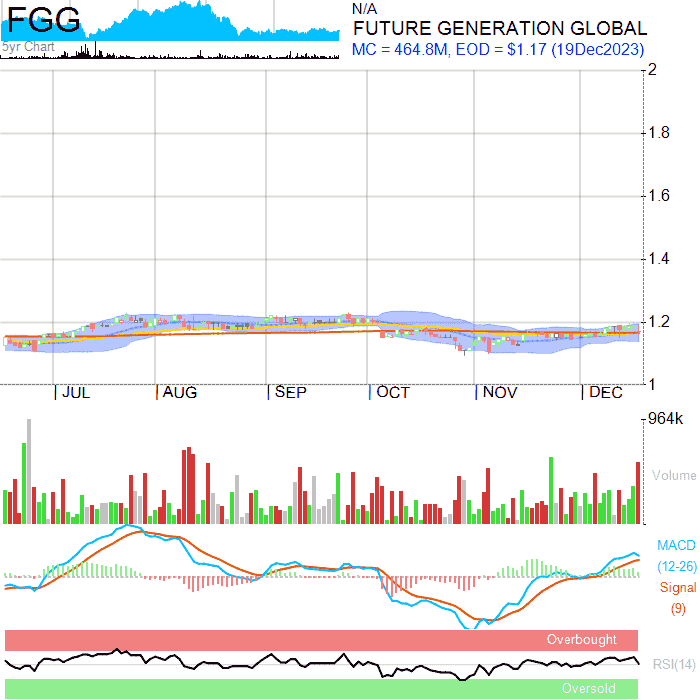 FGG
5yr Chart
N/A
FUTURE GENERATION GLOBAL
MC = 464.8M, EOD = $1.17 (19Dec2023)
2
1.8
1.6
1.4
1.2
1
JUL AUG SEP OCT NOV DEC
964k
Volume
MACD
(12-26)
Signal
(9)
Overbought
RSI(14)
Oversold